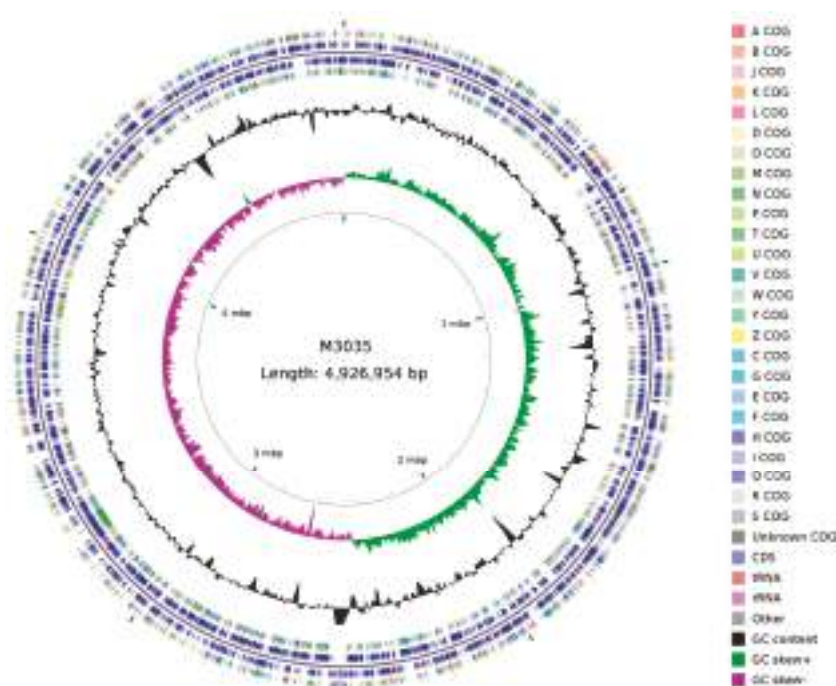 4 mbp
1 mbp
M3035
Length: 4,926,954 bp
3 mbp
2 mbp
A COG
B COG
J COG
K COG
L COG
D COG
O COG
M COG
N COG
P COG
T COG
U COG
V COG
W COG
Y COG
Z COG
C COG
G COG
E COG
F COG
H COG
I COG
Q COG
R COG
S COG
Unknown COG
CDS
tRNA
rRNA
Other
GC content
GC skew+
GC skew-